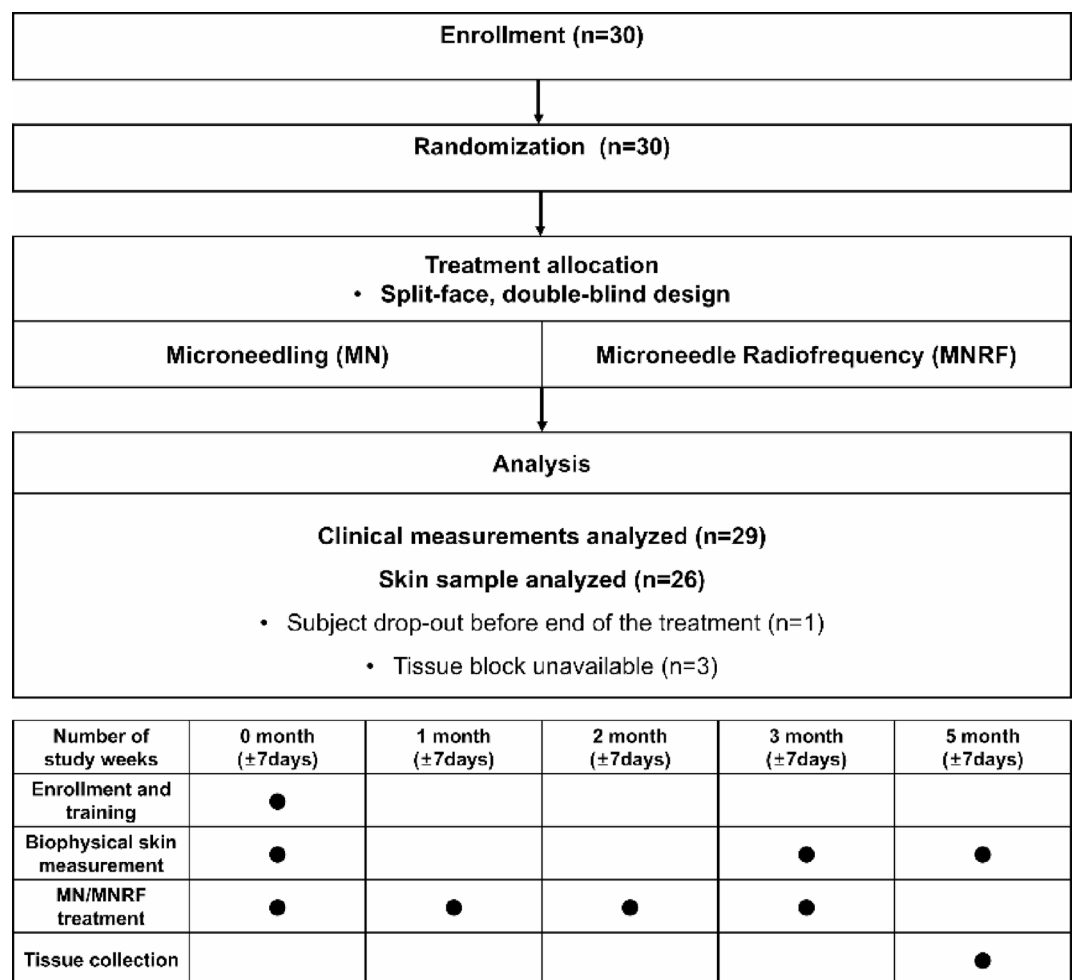 Enrollment (n=30)
Randomization (n=30)
Treatment allocation
• Split-face, double-blind design
Microneedling (MN)
Microneedle Radiofrequency (MNRF)
Analysis
Clinical measurements analyzed (n=29)
Skin sample analyzed (n=26)
• Subject drop-out before end of the treatment (n=1)
• Tissue block unavailable (n=3)
Number of
study weeks
0 month
(±7days)
1 month
(±7days)
2 month
(±7days)
3 month
(±7days)
5 month
(±7days)
Enrollment and
training
●
Biophysical skin
measurement
● ● ●
MN/MNRF
treatment
● ● ● ●
Tissue collection
●